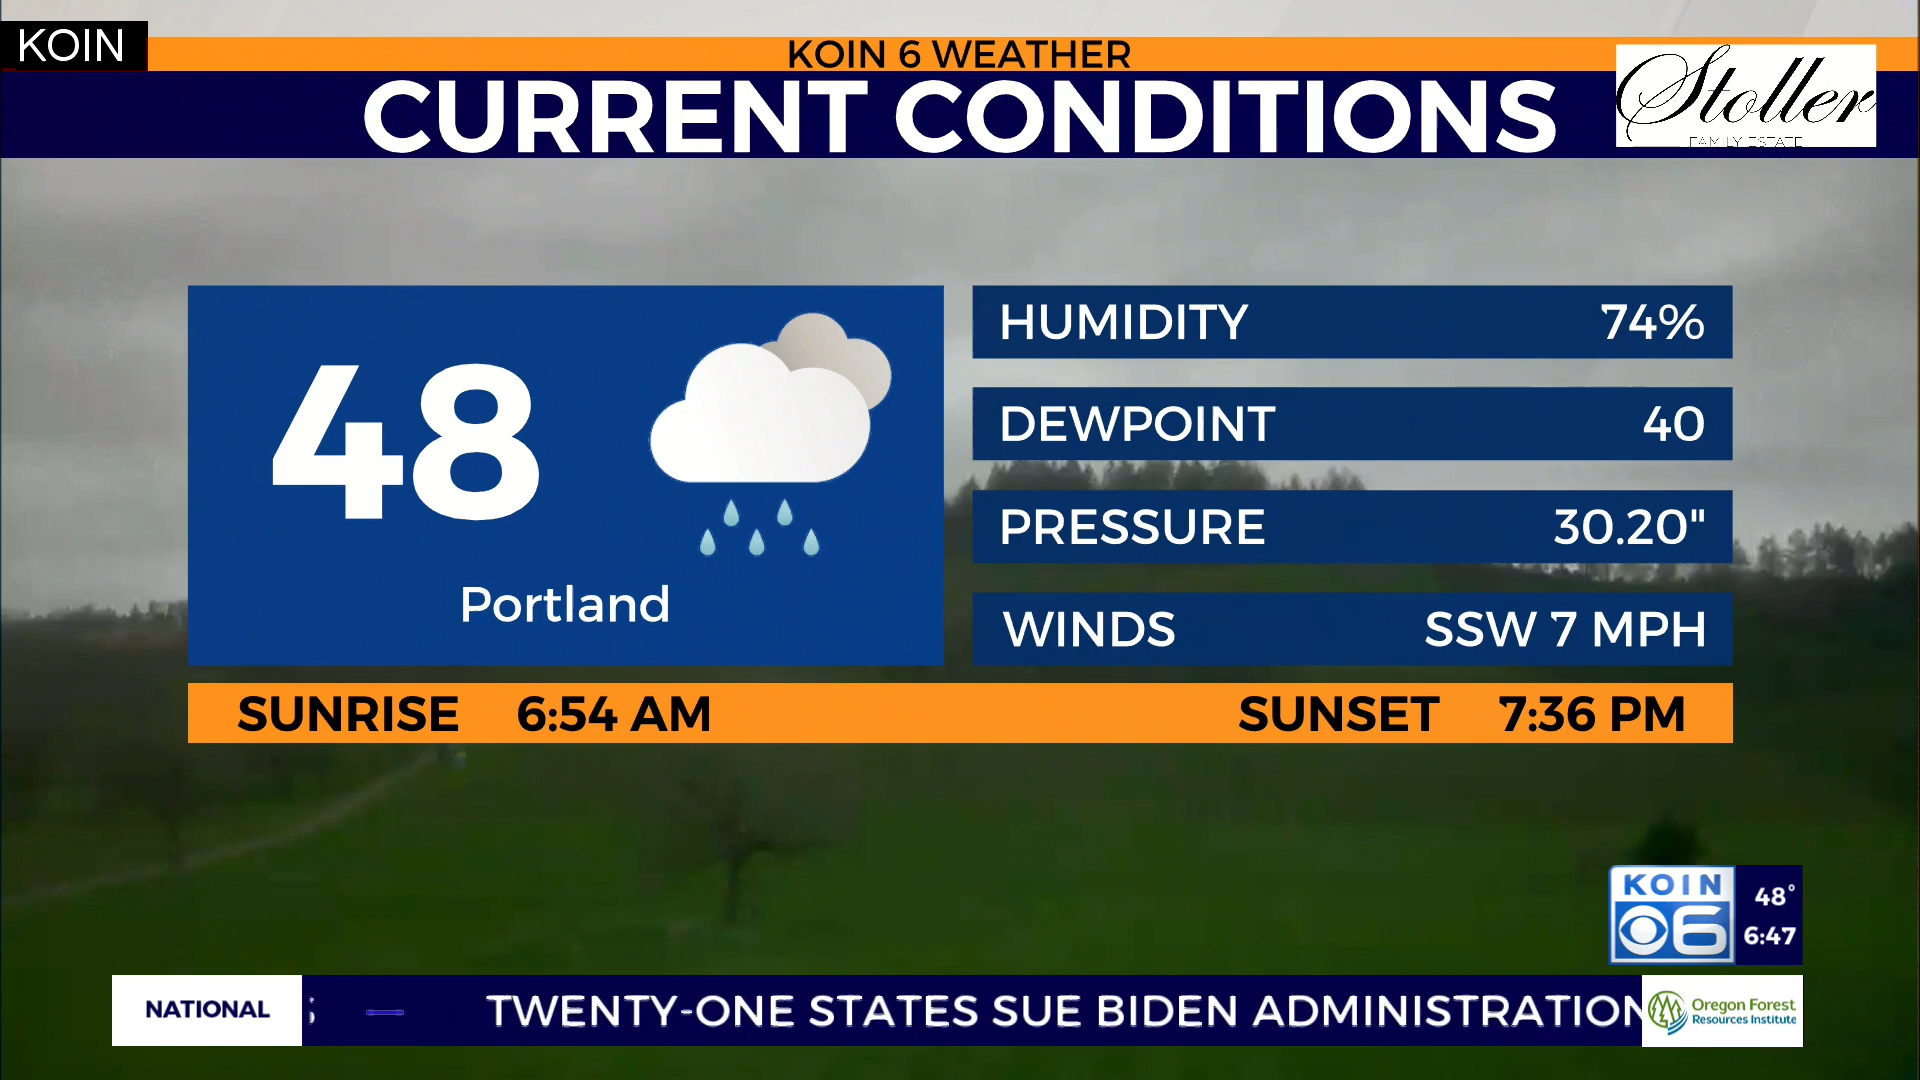 KOIN
KOIN 6 WEATHER
CURRENT CONDITIONS
Stoller
FAMILY ESTATE
48
Portland
HUMIDITY 74%
DEWPOINT 40
PRESSURE 30.20"
WINDS SSW 7 MPH
SUNRISE 6:54 AM SUNSET 7:36 PM
KOIN
6
48°
6:47
NATIONAL
— TWENTY-ONE STATES SUE BIDEN ADMINISTRATION
Oregon Forest
Resources Institute